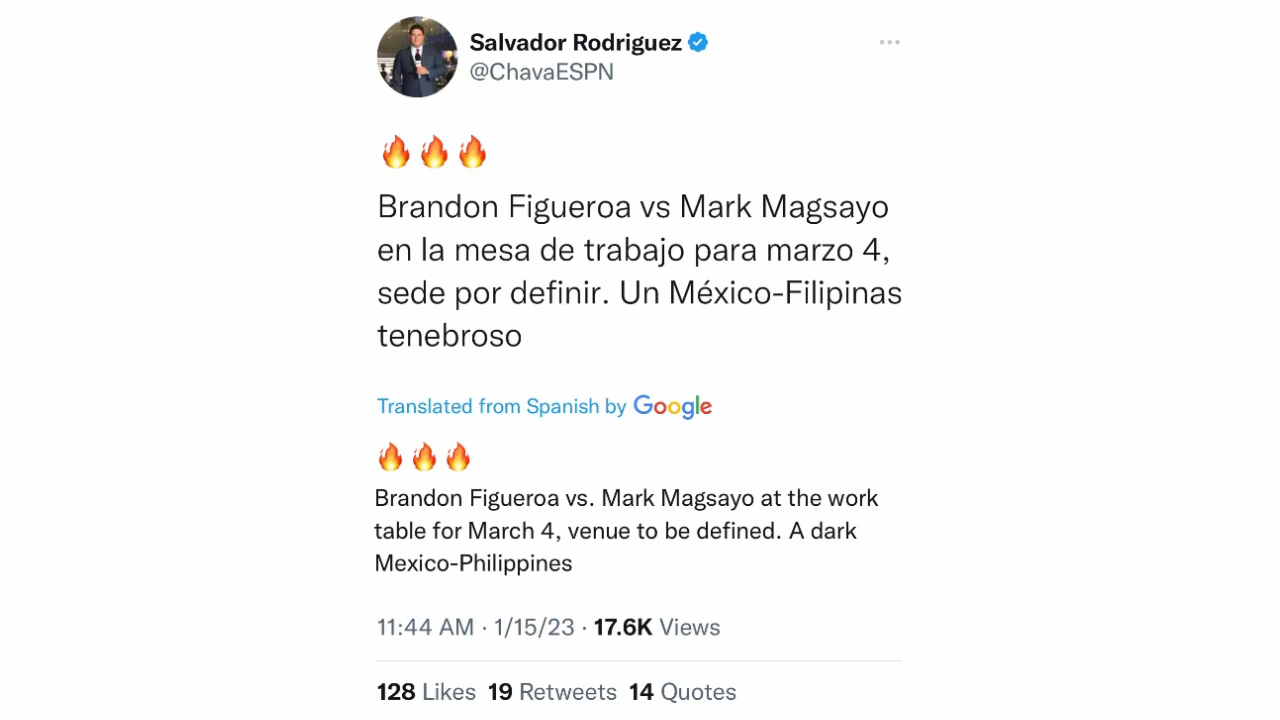 Salvador Rodriguez
@ChavaESPN
🔥🔥🔥
Brandon Figueroa vs Mark Magsayo
en la mesa de trabajo para marzo 4,
sede por definir. Un México-Filipinas
tenebroso
Translated from Spanish by Google
🔥🔥🔥
Brandon Figueroa vs. Mark Magsayo at the work
table for March 4, venue to be defined. A dark
Mexico-Philippines
11:44 AM · 1/15/23 · 17.6K Views
128 Likes 19 Retweets 14 Quotes